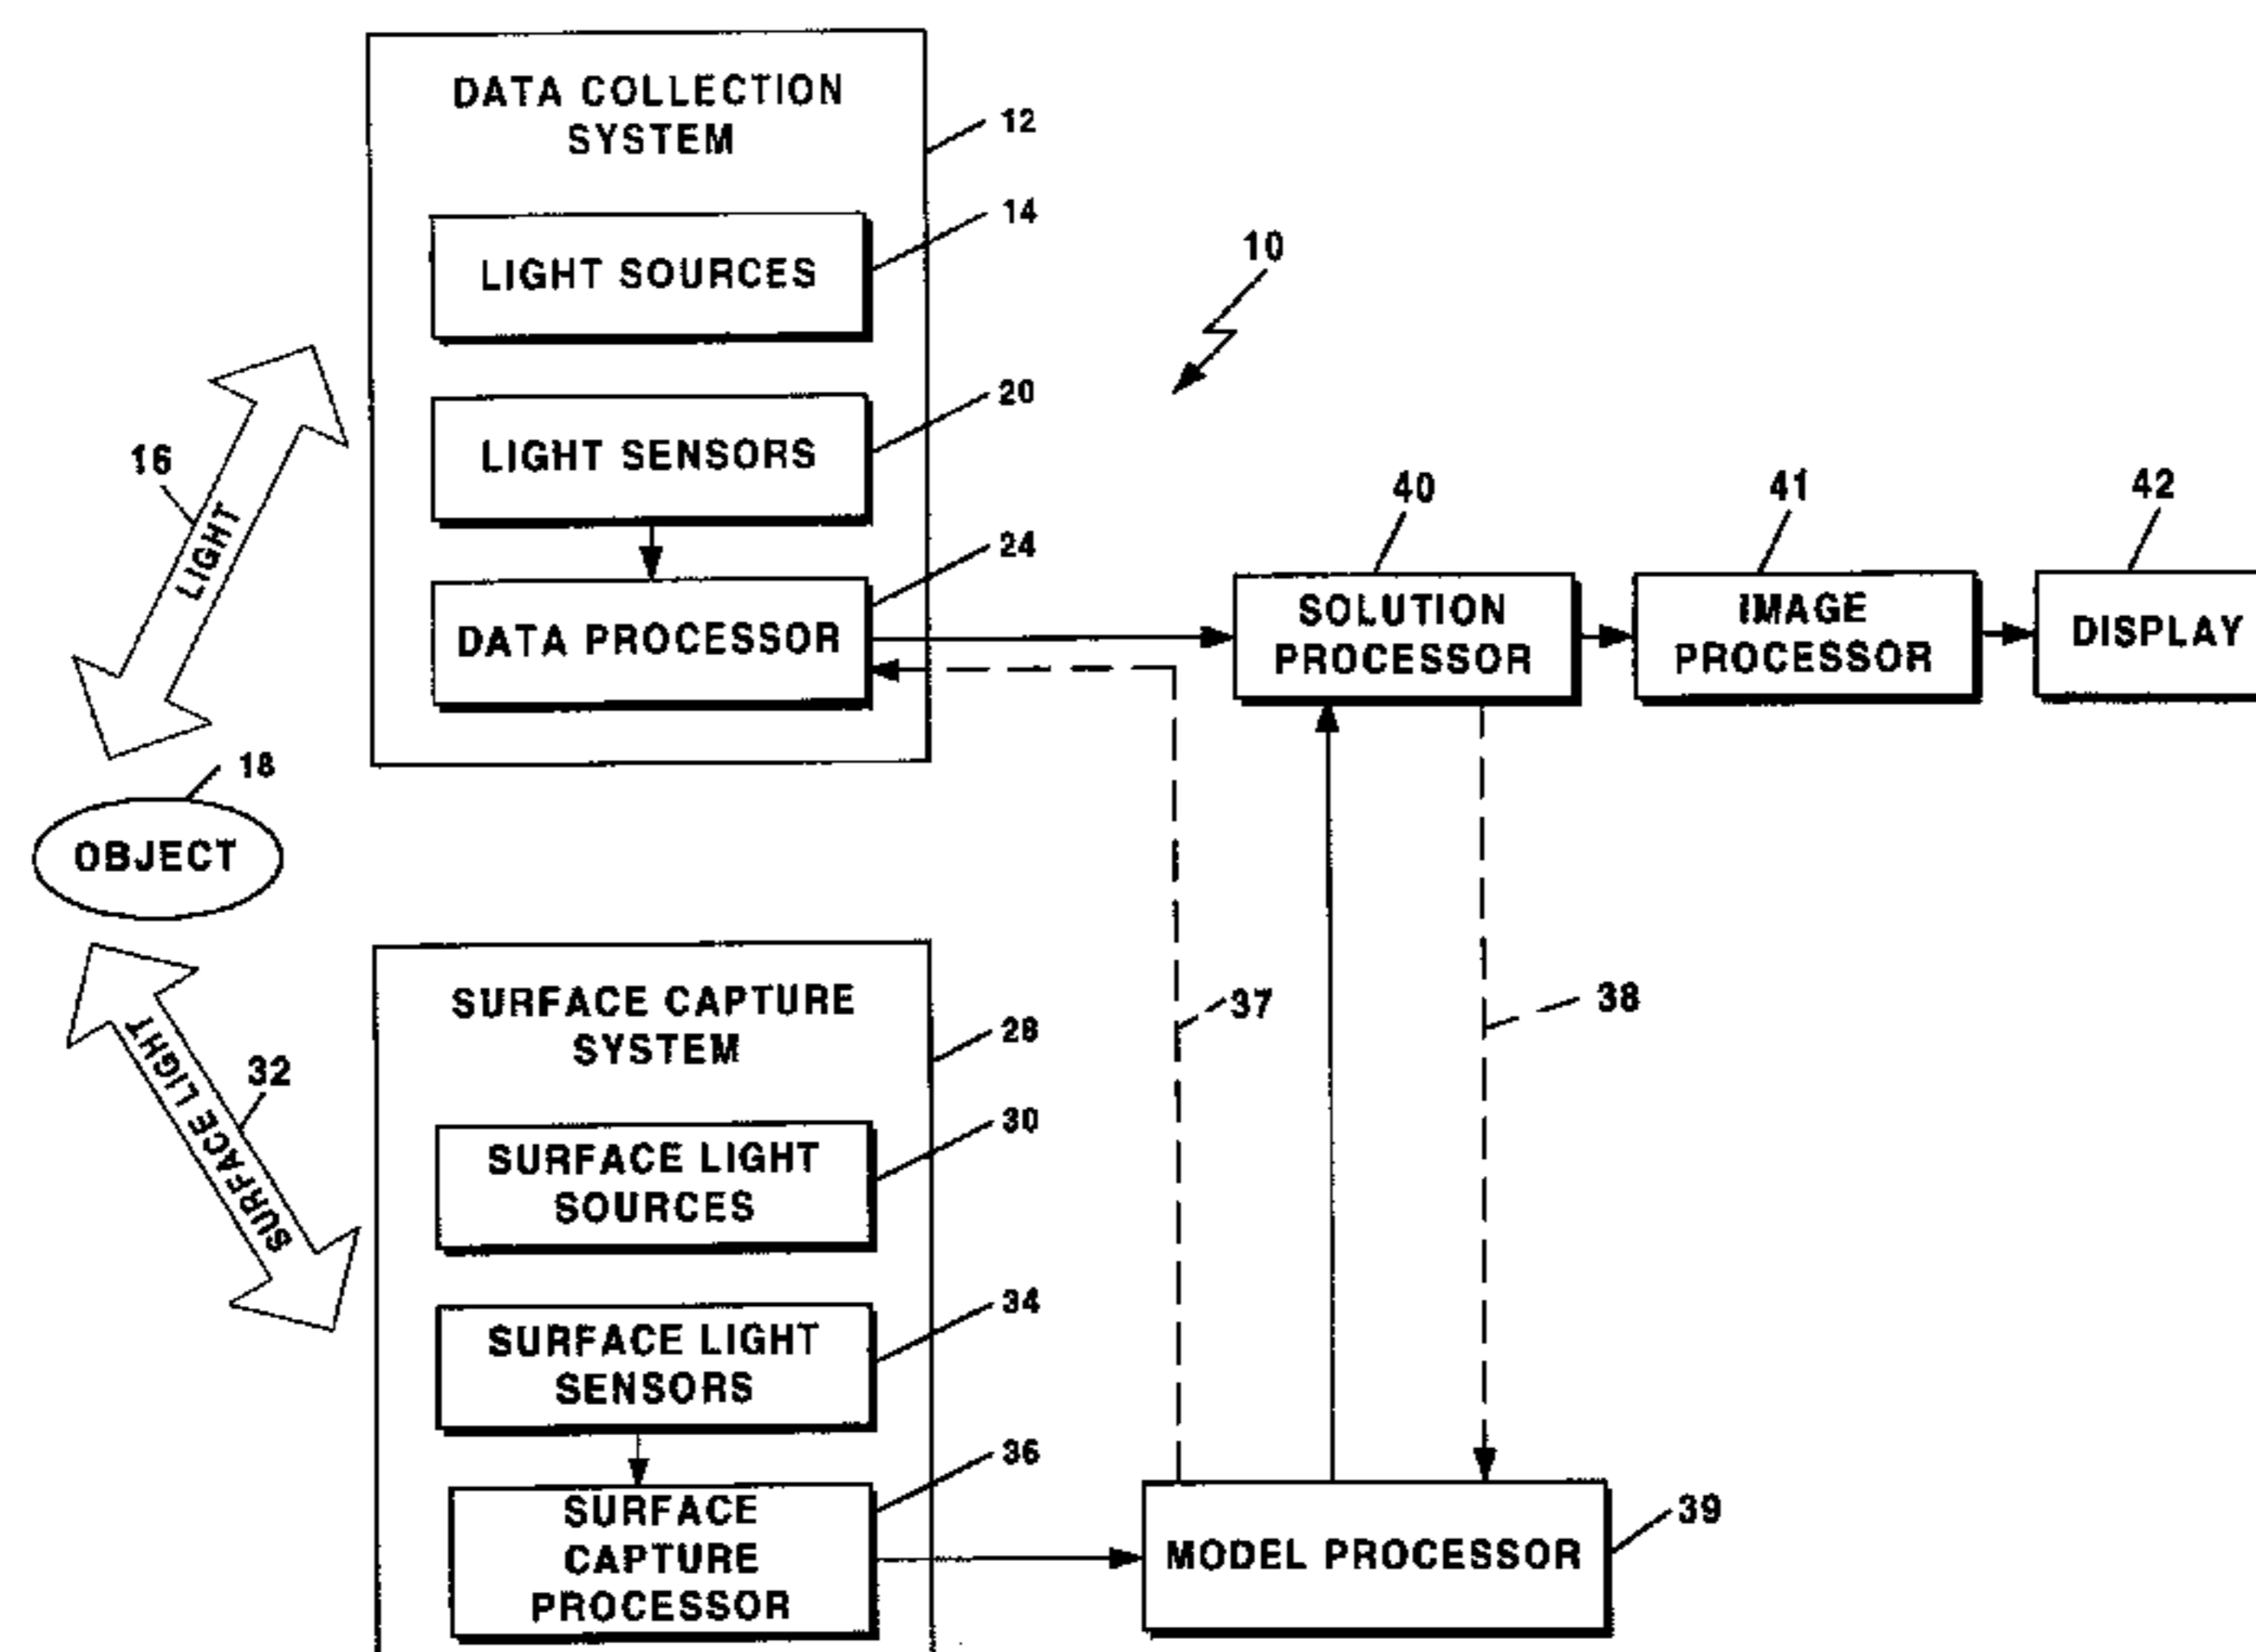 DATA COLLECTION
SYSTEM
12
LIGHT SOURCES
14
10
LIGHT SENSORS
20
16
LIGHT
24
DATA PROCESSOR
40
SOLUTION
PROCESSOR
41
IMAGE
PROCESSOR
42
DISPLAY
18
OBJECT
SURFACE CAPTURE
SYSTEM
28
37
38
32
SURFACE LIGHT
30
SURFACE LIGHT
SOURCES
34
SURFACE LIGHT
SENSORS
36
SURFACE
CAPTURE
PROCESSOR
MODEL PROCESSOR
39